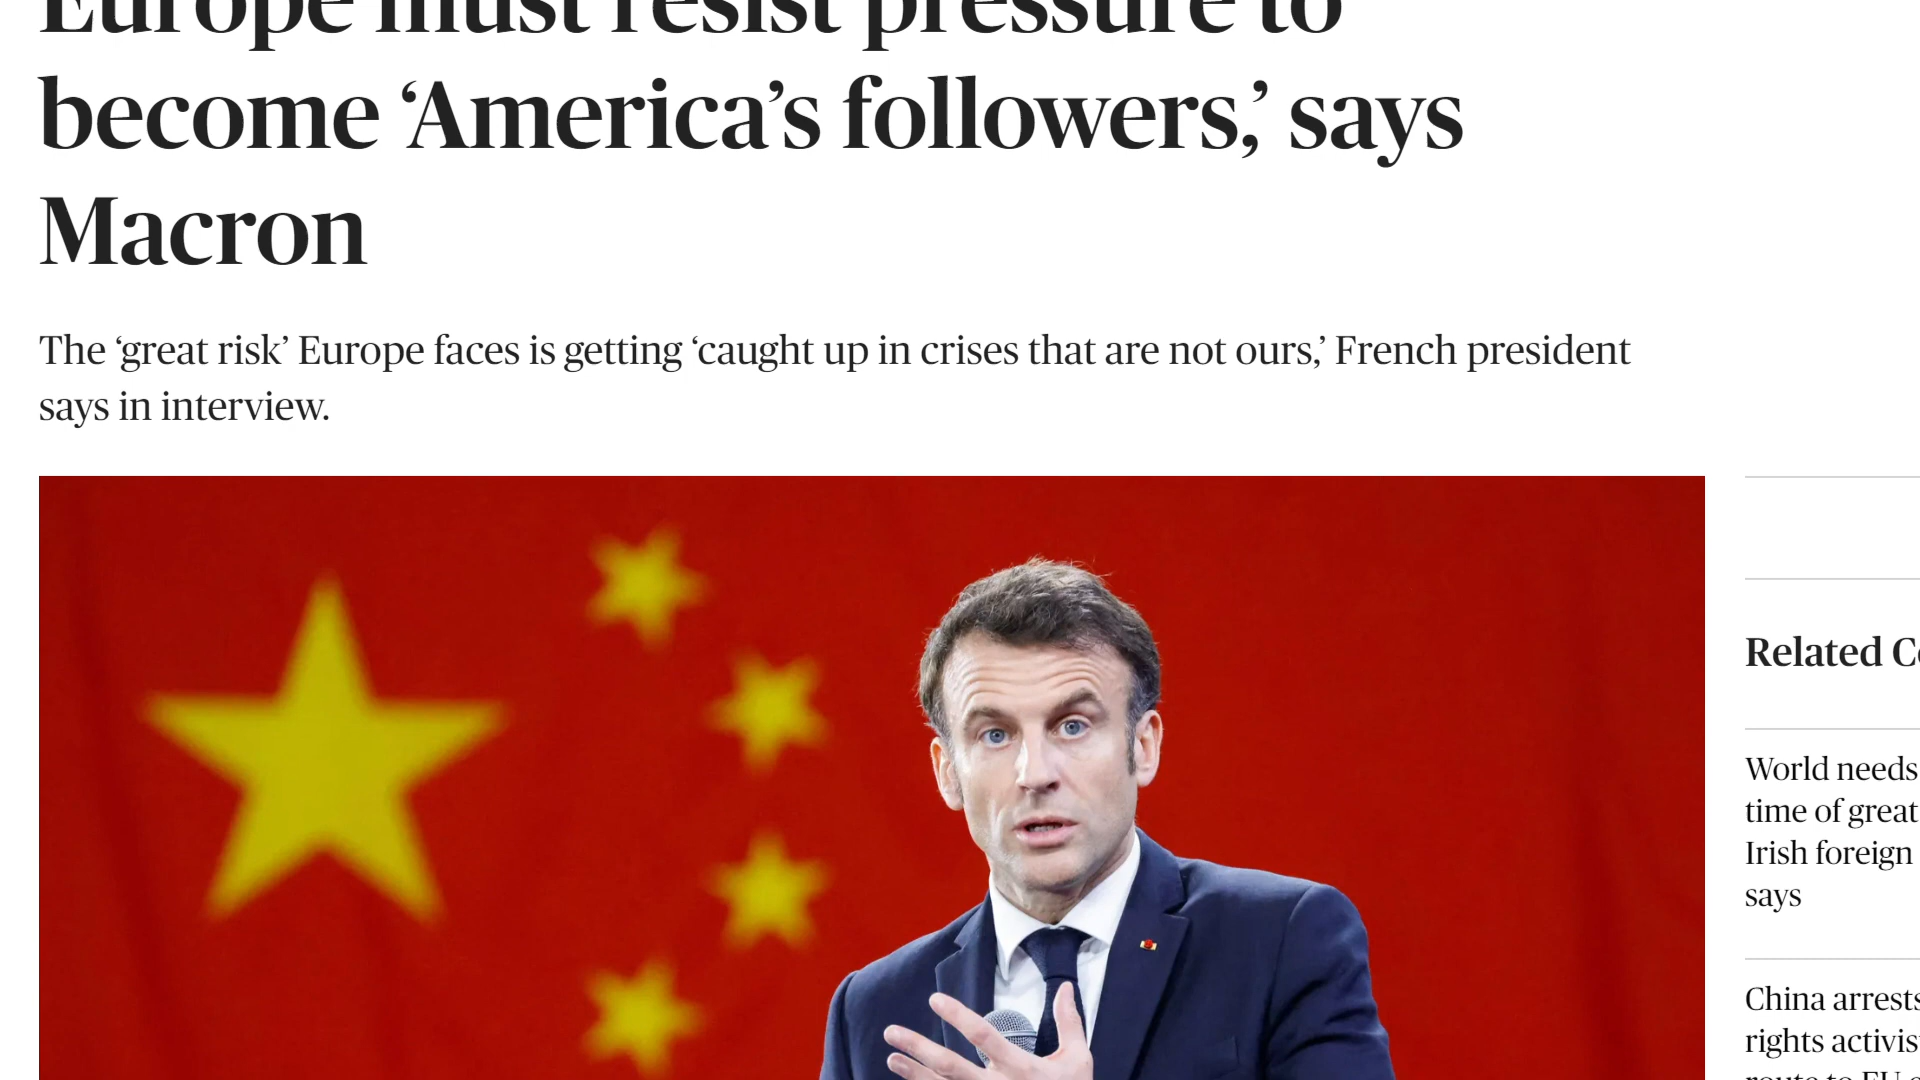 Europe must resist pressure to
become ‘America’s followers,’ says
Macron
The ‘great risk’ Europe faces is getting ‘caught up in crises that are not ours,’ French president
says in interview.
Related
World needs
time of great
Irish foreign
says
China arrests
rights